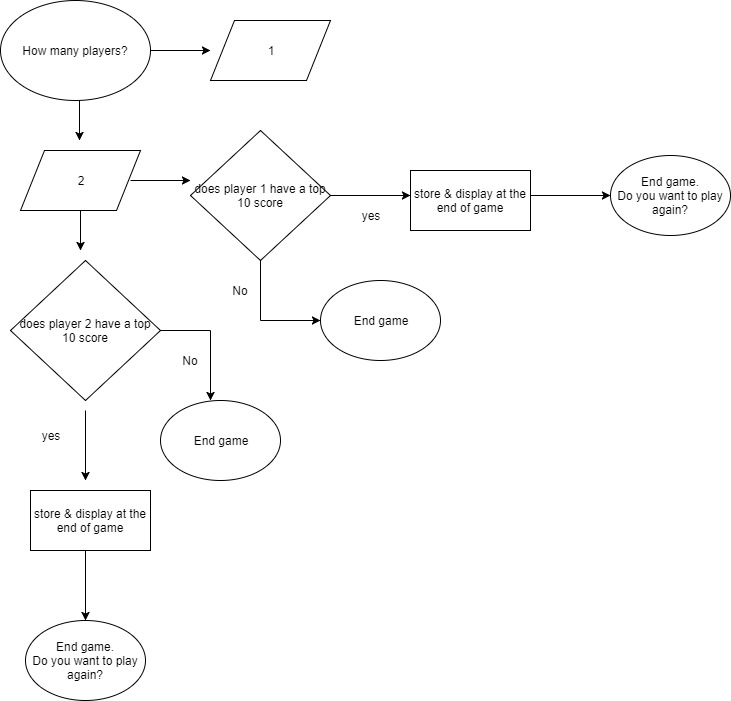 How many players?
1
2
does player 1 have a top
10 score
yes
store & display at the
end of game
End game.
Do you want to play
again?
No
End game
does player 2 have a top
10 score
No
End game
yes
store & display at the
end of game
End game.
Do you want to play
again?